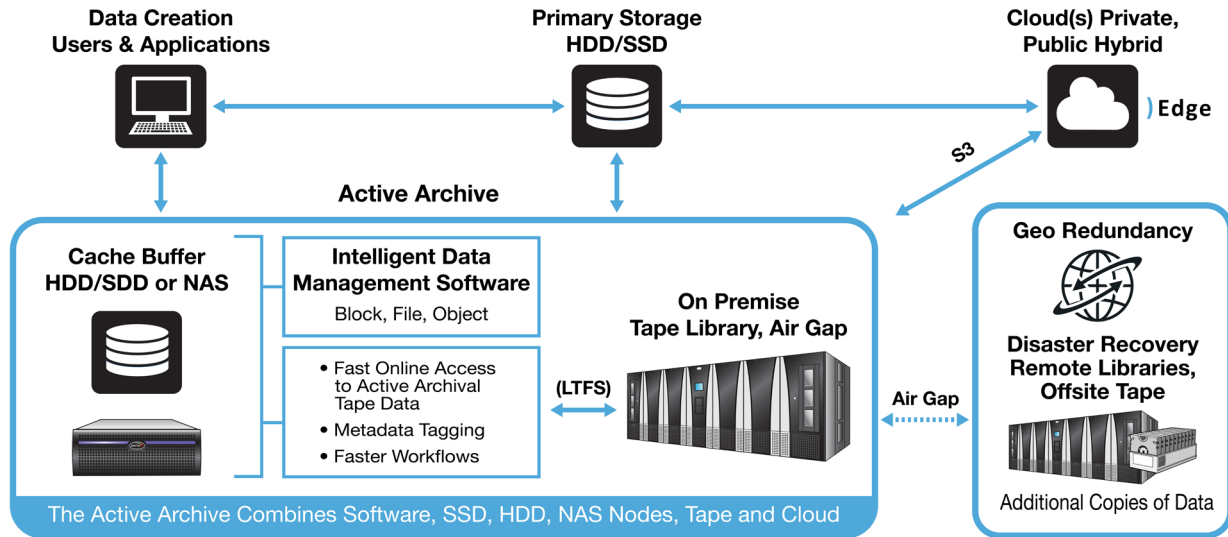 Data Creation
Users & Applications
Primary Storage
HDD/SSD
Cloud(s) Private,
Public Hybrid
Edge
S3
Active Archive
Cache Buffer
HDD/SDD or NAS
Intelligent Data
Management Software
Block, File, Object
• Fast Online Access
to Active Archival
Tape Data
• Metadata Tagging
• Faster Workflows
(LTFS)
On Premise
Tape Library, Air Gap
Air Gap
Geo Redundancy
Disaster Recovery
Remote Libraries,
Offsite Tape
Additional Copies of Data
The Active Archive Combines Software, SSD, HDD, NAS Nodes, Tape and Cloud